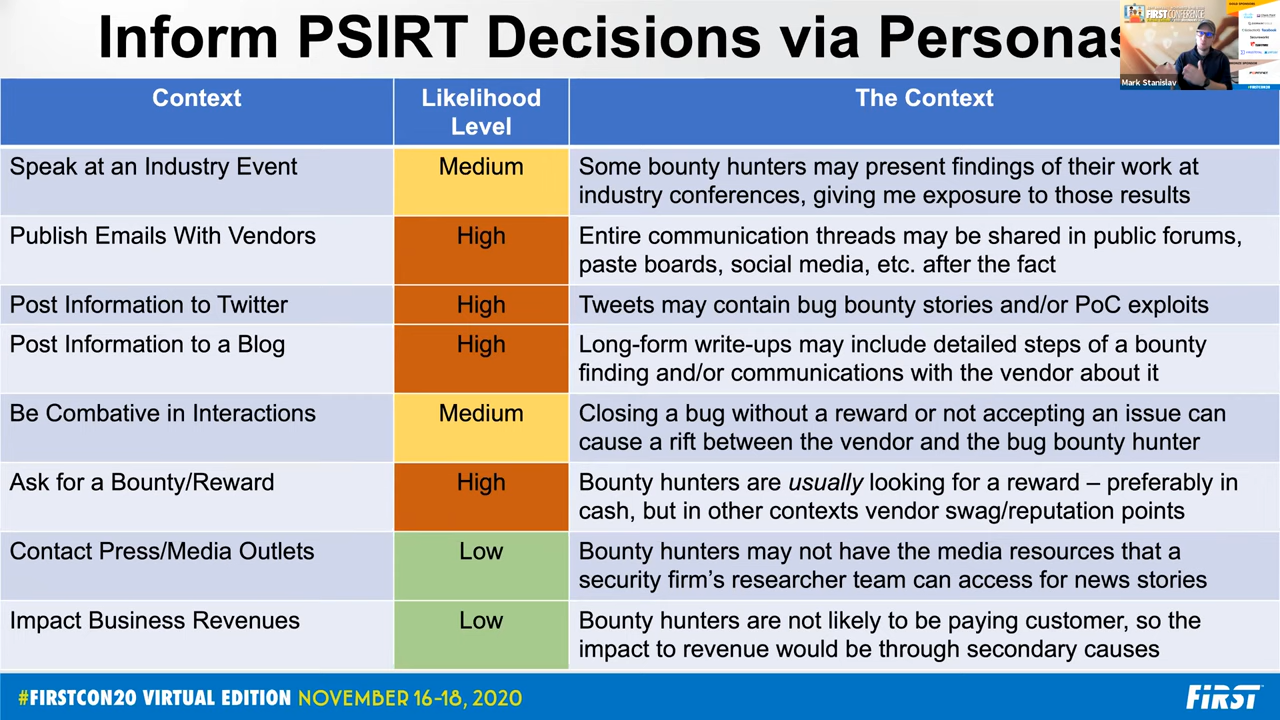 Inform PSIRT Decisions via Personas
FIRSTCONFERENCE
Mark Stanislav
Context
Likelihood
Level
The Context
Speak at an Industry Event
Medium
Some bounty hunters may present findings of their work at
industry conferences, giving me exposure to those results
Publish Emails With Vendors
High
Entire communication threads may be shared in public forums,
paste boards, social media, etc. after the fact
Post Information to Twitter
High
Tweets may contain bug bounty stories and/or PoC exploits
Post Information to a Blog
High
Long-form write-ups may include detailed steps of a bounty
finding and/or communications with the vendor about it
Be Combative in Interactions
Medium
Closing a bug without a reward or not accepting an issue can
cause a rift between the vendor and the bug bounty hunter
Ask for a Bounty/Reward
High
Bounty hunters are usually looking for a reward – preferably in
cash, but in other contexts vendor swag/reputation points
Contact Press/Media Outlets
Low
Bounty hunters may not have the media resources that a
security firm’s researcher team can access for news stories
Impact Business Revenues
Low
Bounty hunters are not likely to be paying customer, so the
impact to revenue would be through secondary causes
#FIRSTCON20 VIRTUAL EDITION NOVEMBER 16-18, 2020
FiRST